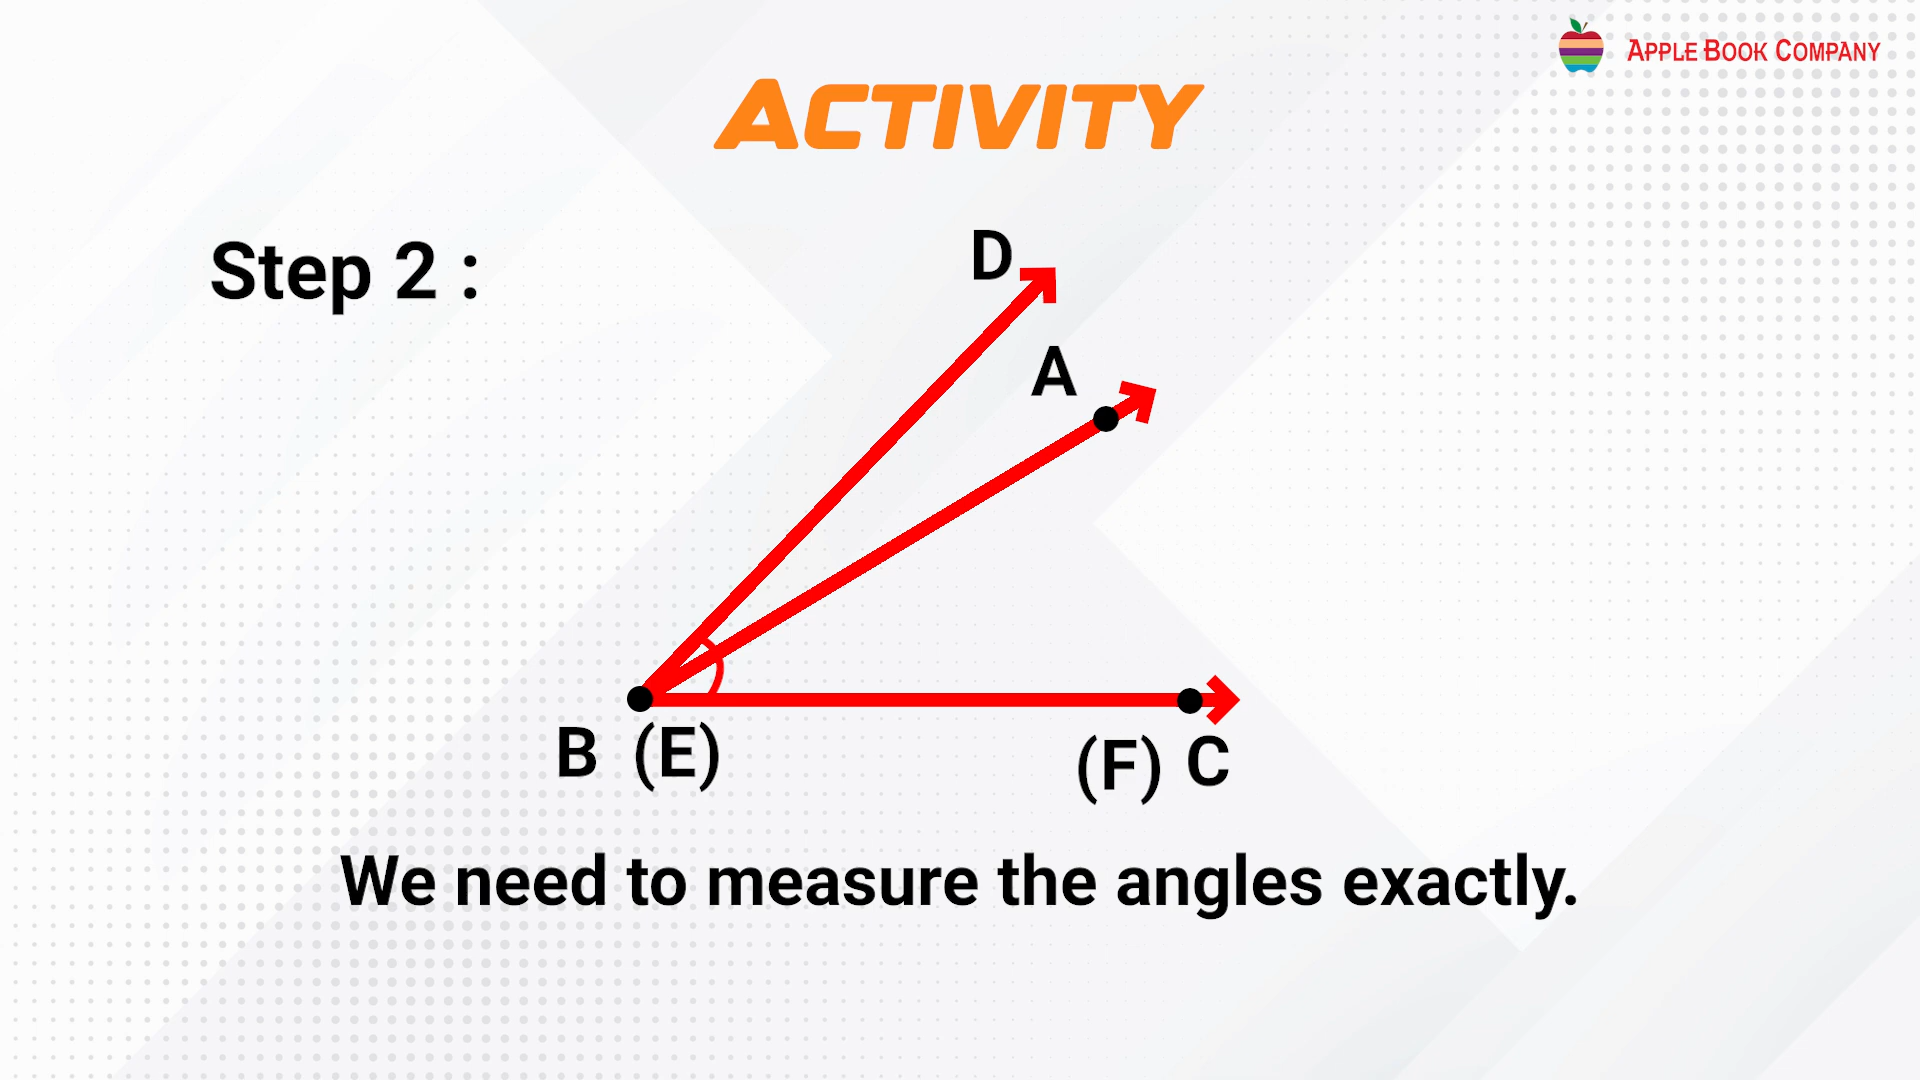 APPLE BOOK COMPANY
ACTIVITY
Step 2 :
D
A
B (E)
(F) C
We need to measure the angles exactly.